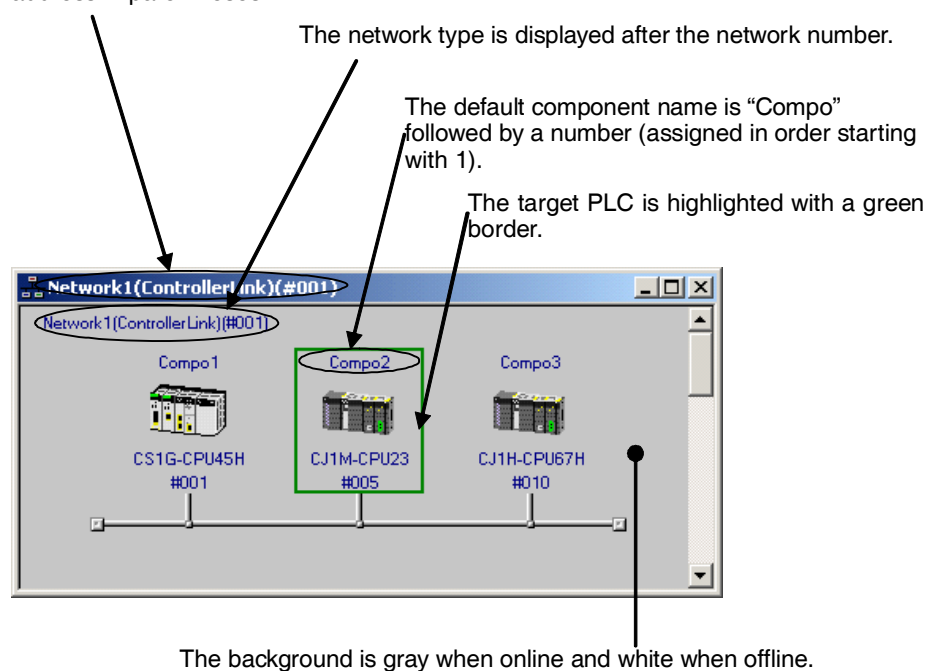 The network type is displayed after the network number.
The default component name is “Compo”
followed by a number (assigned in order starting
with 1).
The target PLC is highlighted with a green
border.
Network1(ControllerLink)(#001)
Network1(ControllerLink)(#001)
Compo1 Compo2 Compo3
CS1G-CPU45H CJ1M-CPU23 CJ1H-CPU67H
#001 #005 #010
The background is gray when online and white when offline.